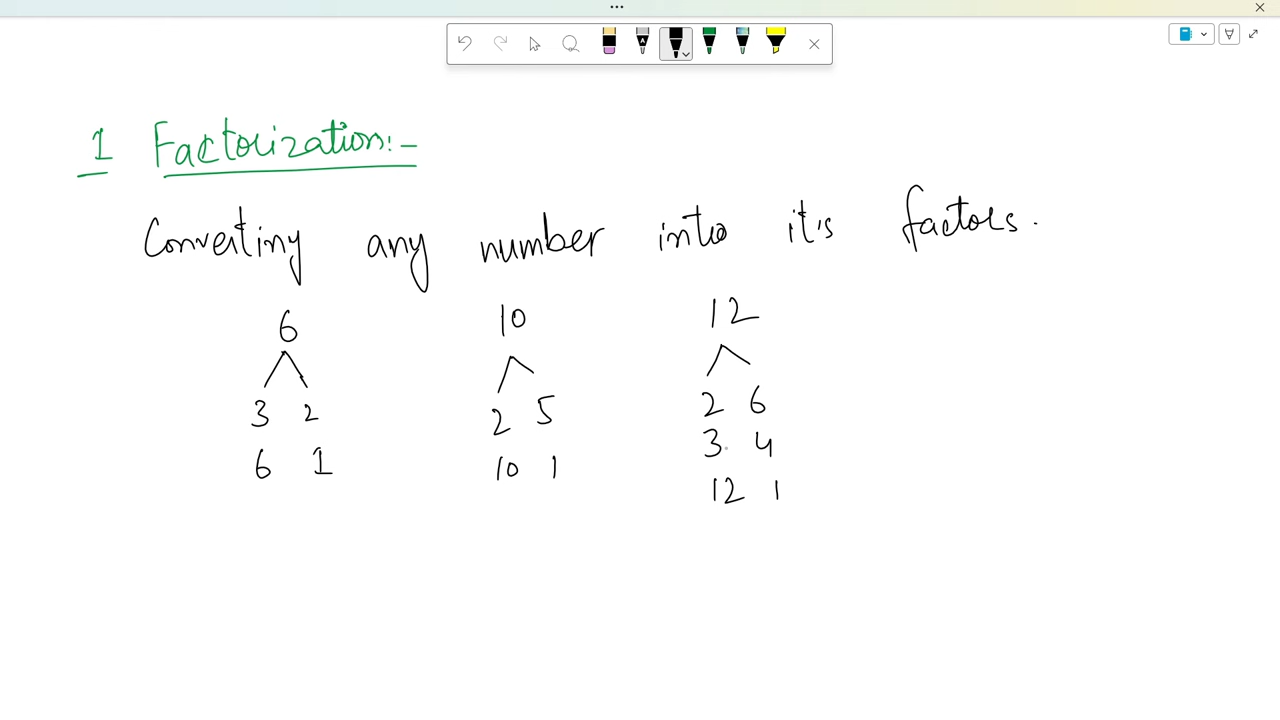 1 Factorization:-
Converting any number into it's factors.
6 10 12
3 2 2 5 2 6
3. 4
6 1 10 1
12 1